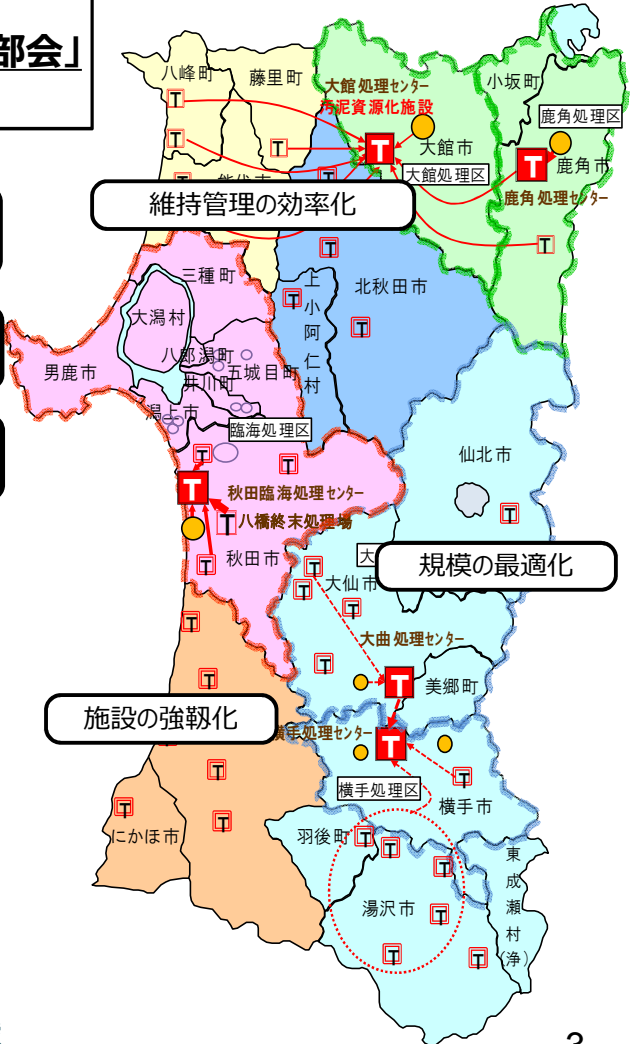 部会」
八峰町
藤里町
大館処理センター
汚泥資源化施設
小坂町
鹿角処理区
大館市
鹿角市
大館処理区
鹿角処理センター
T
維持管理の効率化
三種町
上小阿仁村
北秋田市
大潟村
八郎潟町
五城目町
男鹿市
井川町
潟上市
臨海処理区
仙北市
秋田臨海処理センター
八橋終末処理場
秋田市
大
規模の最適化
大仙市
大曲処理センター
美郷町
施設の強靱化
横手処理センター
横手処理区
横手市
にかほ市
羽後町
東成瀬村(浄)
湯沢市
3